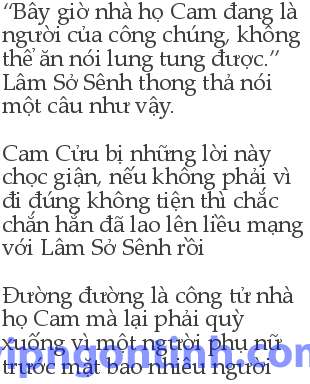 “Bây giờ nhà họ Cam đang là
người của công chúng, không
thể ăn nói lung tung được.”
Lâm Sở Sênh thong thả nói
một câu như vậy.
Cam Cửu bị những lời này
chọc giận, nếu không phải vì
đi đúng không tiện thì chắc
chắn hắn đã lao lên liều mạng
với Lâm Sở Sênh rồi
Đường đường là công tử nhà
họ Cam mà lại phải quỳ
xuống vì một người phụ nữ
trước mặt bao nhiêu người
vipngontinh.com